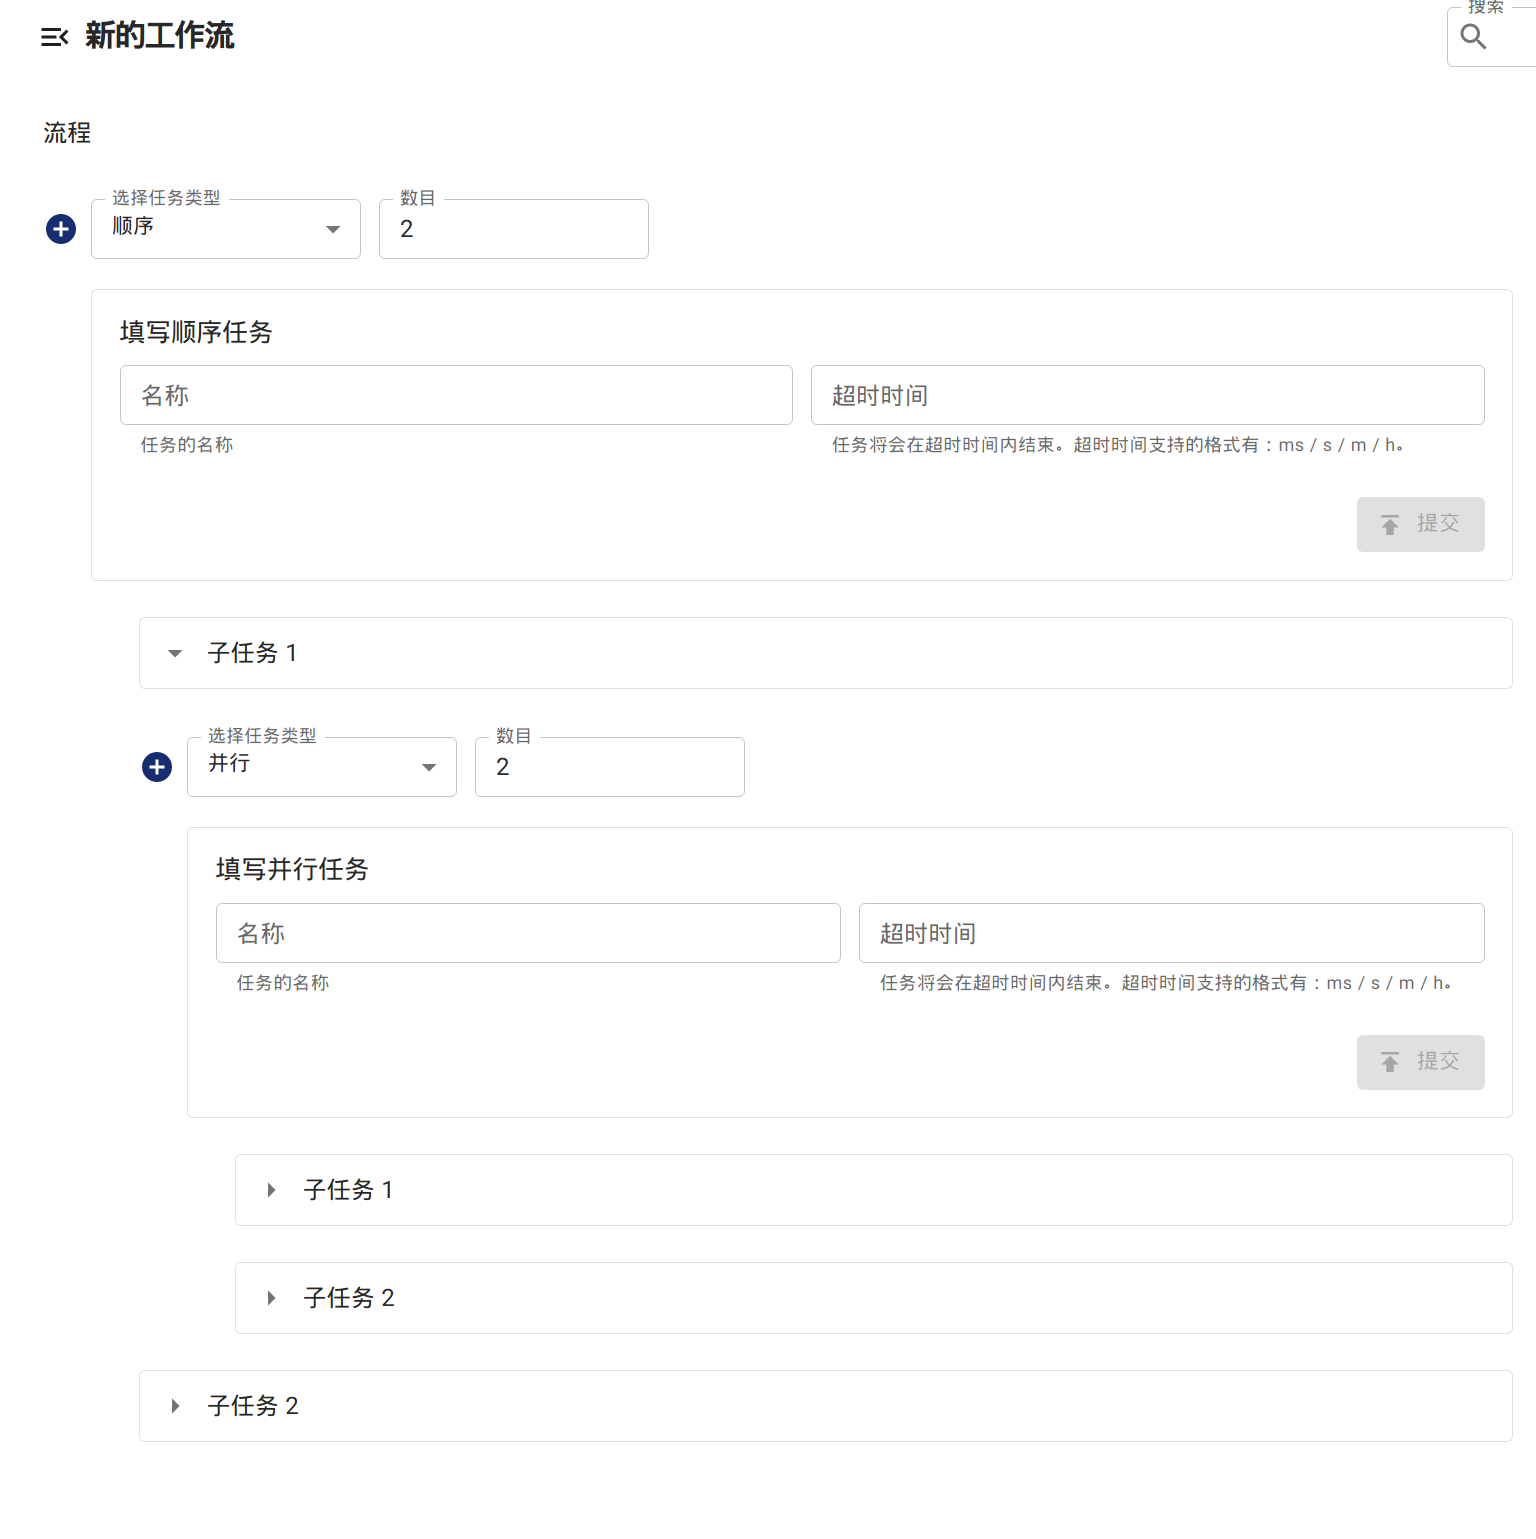 新的工作流
搜索
流程
选择任务类型
顺序
数目
2
填写顺序任务
名称
超时时间
任务的名称
任务将会在超时时间内结束。超时时间支持的格式有：ms / s / m / h。
提交
子任务 1
选择任务类型
并行
数目
2
填写并行任务
名称
超时时间
任务的名称
任务将会在超时时间内结束。超时时间支持的格式有：ms / s / m / h。
提交
子任务 1
子任务 2
子任务 2